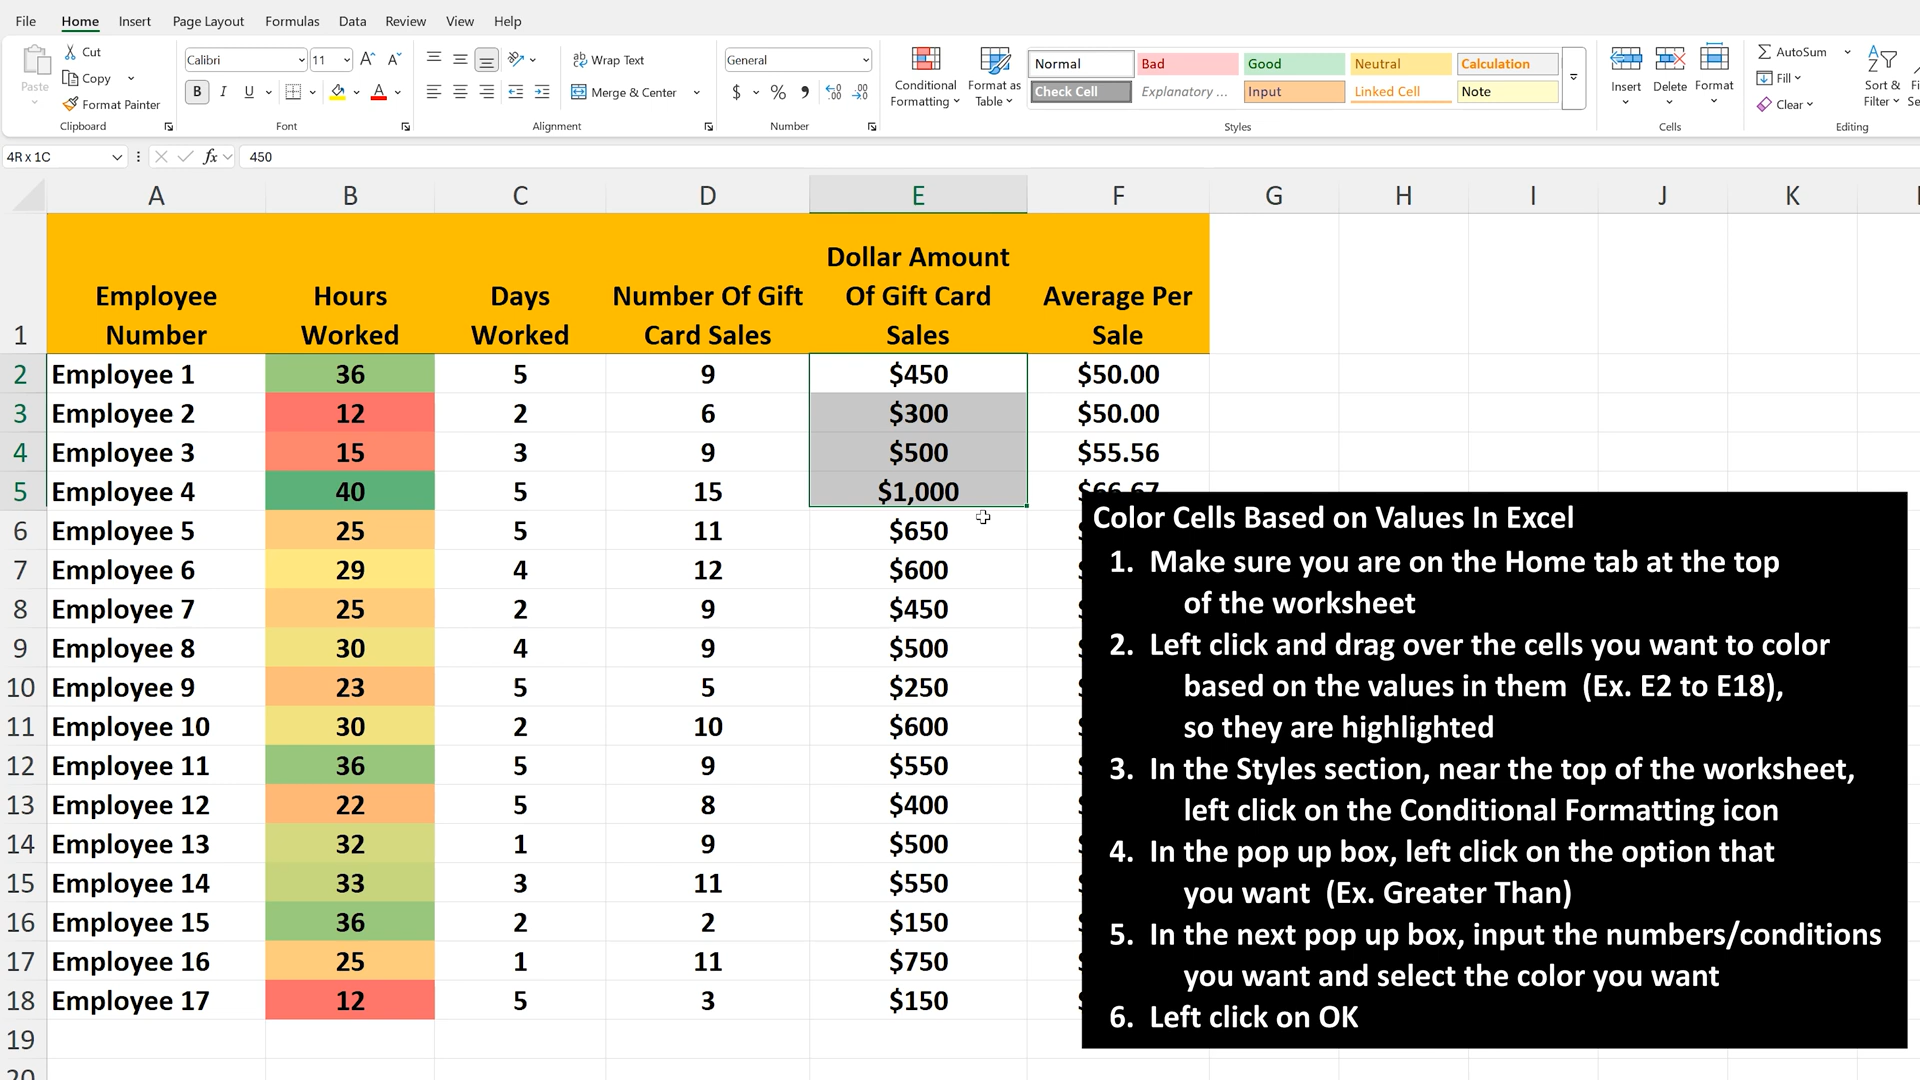 File Home Insert Page Layout Formulas Data Review View Help
Cut
Copy
Format Painter
Paste
Clipboard
Calibri 11
B I U
Font
Wrap Text
Merge & Center
Alignment
General
$ % 9
Number
Conditional Formatting
Format as Table
Normal Bad Good Neutral Calculation
Check Cell Explanatory ... Input Linked Cell Note
Styles
Insert Delete Format
Cells
AutoSum
Fill
Clear
Sort & Filter
Editing
4R x 1C fx 450
A B C D E F G H I J K
1 Employee Number Hours Worked Days Worked Number Of Gift Card Sales Dollar Amount Of Gift Card Sales Average Per Sale
2 Employee 1 36 5 9 $450 $50.00
3 Employee 2 12 2 6 $300 $50.00
4 Employee 3 15 3 9 $500 $55.56
5 Employee 4 40 5 15 $1,000 $66.67
6 Employee 5 25 5 11 $650
7 Employee 6 29 4 12 $600
8 Employee 7 25 2 9 $450
9 Employee 8 30 4 9 $500
10 Employee 9 23 5 5 $250
11 Employee 10 30 2 10 $600
12 Employee 11 36 5 9 $550
13 Employee 12 22 5 8 $400
14 Employee 13 32 1 9 $500
15 Employee 14 33 3 11 $550
16 Employee 15 36 2 2 $150
17 Employee 16 25 1 11 $750
18 Employee 17 12 5 3 $150
19
20
Color Cells Based on Values In Excel
1. Make sure you are on the Home tab at the top
of the worksheet
2. Left click and drag over the cells you want to color
based on the values in them (Ex. E2 to E18),
so they are highlighted
3. In the Styles section, near the top of the worksheet,
left click on the Conditional Formatting icon
4. In the pop up box, left click on the option that
you want (Ex. Greater Than)
5. In the next pop up box, input the numbers/conditions
you want and select the color you want
6. Left click on OK